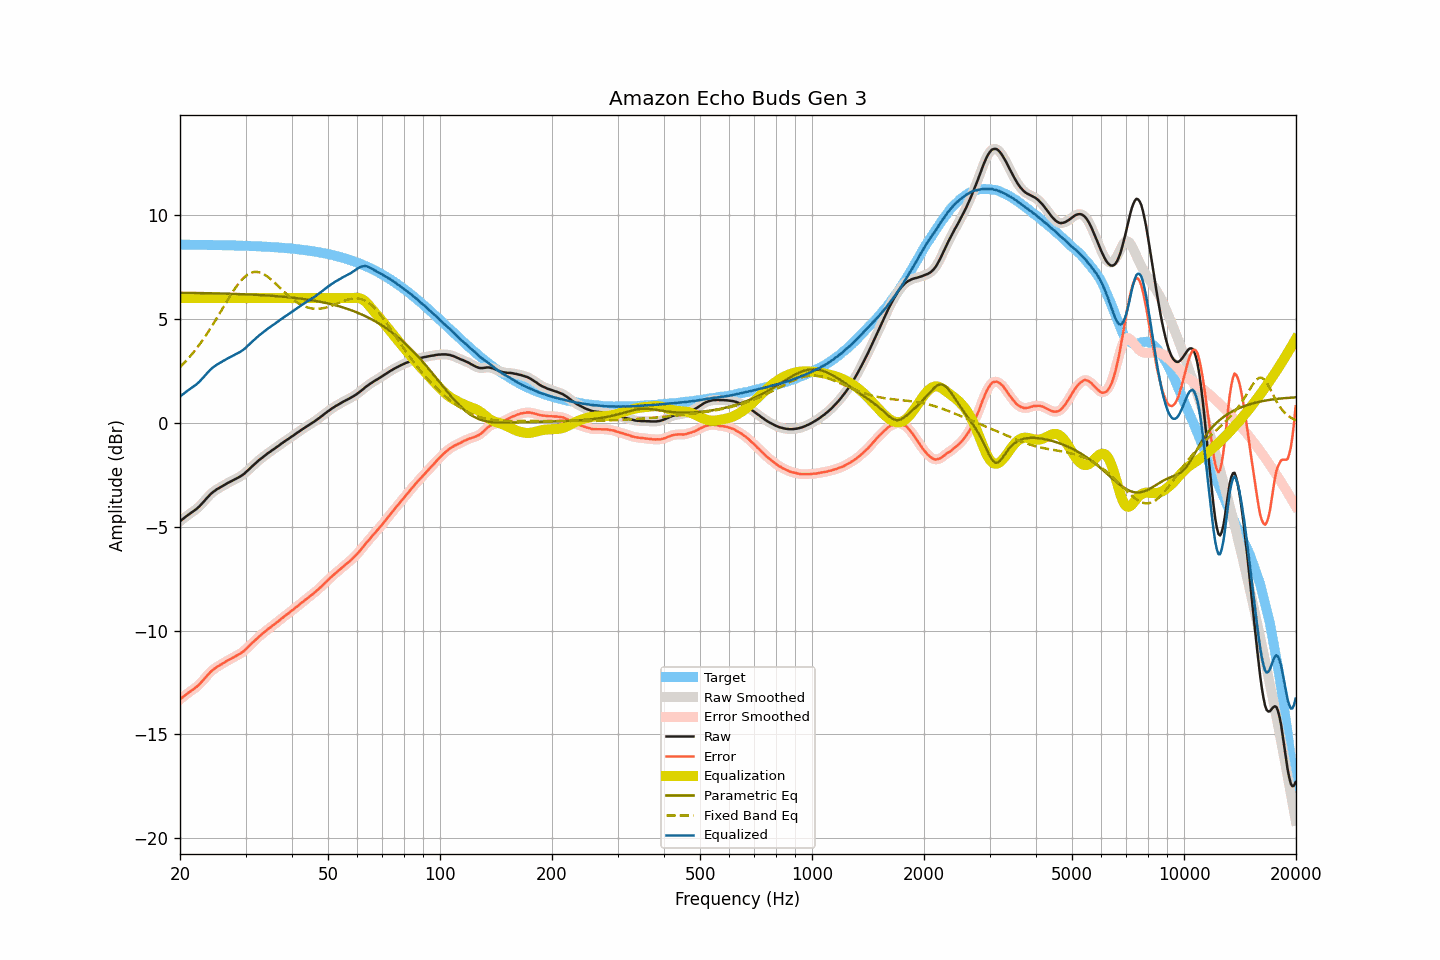 Amazon Echo Buds Gen 3
Amplitude (dBr)
10
5
0
−5
−10
−15
−20
Target
Raw Smoothed
Error Smoothed
Raw
Error
Equalization
Parametric Eq
Fixed Band Eq
Equalized
20 50 100 200 500 1000 2000 5000 10000 20000
Frequency (Hz)